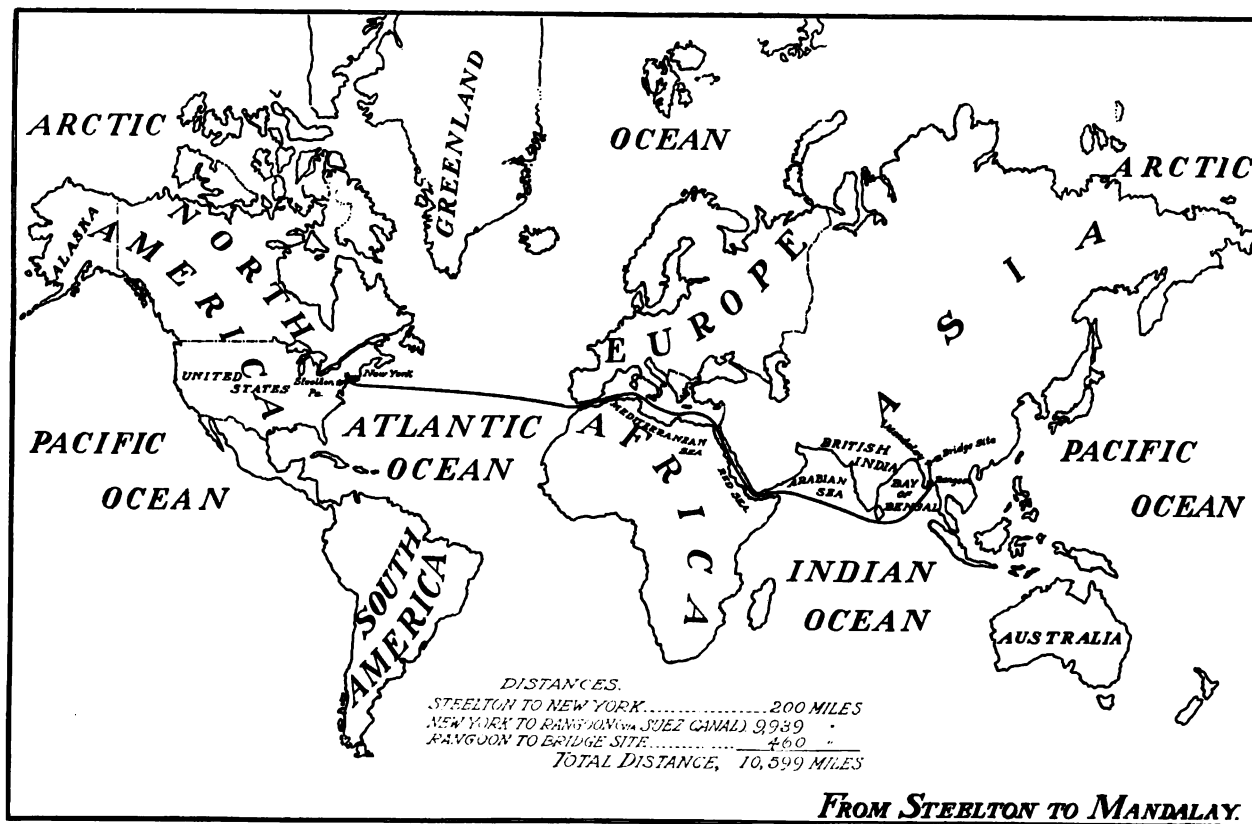 ARCTIC
OCEAN
ARCTIC
GREENLAND
ALASKA
NORTH
AMERICA
EUROPE
ASIA
UNITED
STATES
Steelton
Pa.
New York
PACIFIC
OCEAN
ATLANTIC
OCEAN
MEDITERRANEAN
SEA
AFRICA
RED SEA
ARABIAN
SEA
BRITISH
INDIA
BAY
OF
BENGAL
Mandalay
Bridge Site
Rangoon
PACIFIC
OCEAN
INDIAN
OCEAN
SOUTH
AMERICA
AUSTRALIA
DISTANCES.
STEELTON TO NEW YORK..................200 MILES
NEW YORK TO RANGOON (VIA SUEZ CANAL). 9,939 "
RANGOON TO BRIDGE SITE............. 460 "
TOTAL DISTANCE, 10,599 MILES
FROM STEELTON TO MANDALAY.